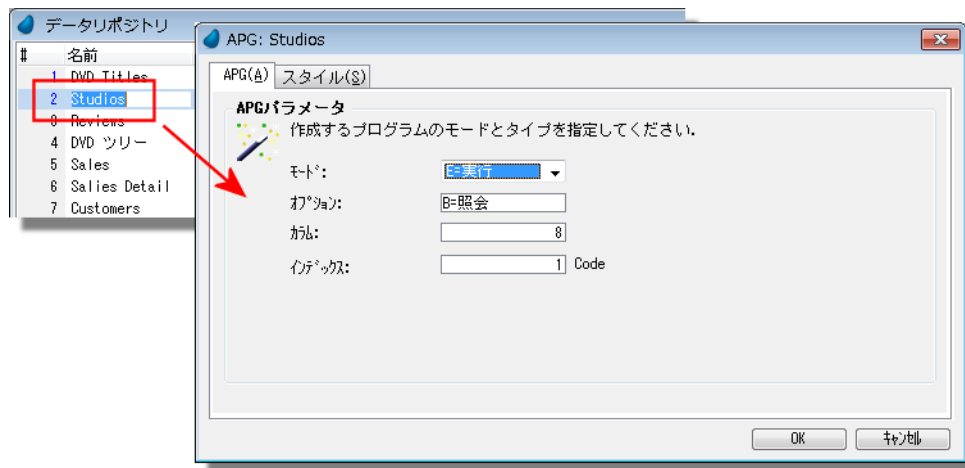 データリポジトリ
# 名前
1 DVD Titles
2 Studios
3 Reviews
4 DVD ツリー
5 Sales
6 Salies Detail
7 Customers
APG: Studios
APG(A) スタイル(S)
APGパラメータ
作成するプログラムのモードとタイプを指定してください.
ﾓｰﾄﾞ: E=実行
ｵﾌﾟｼｮﾝ: B=照会
ｶﾗﾑ: 8
ｲﾝﾃﾞｯｸｽ: 1 Code
OK ｷｬﾝｾﾙ